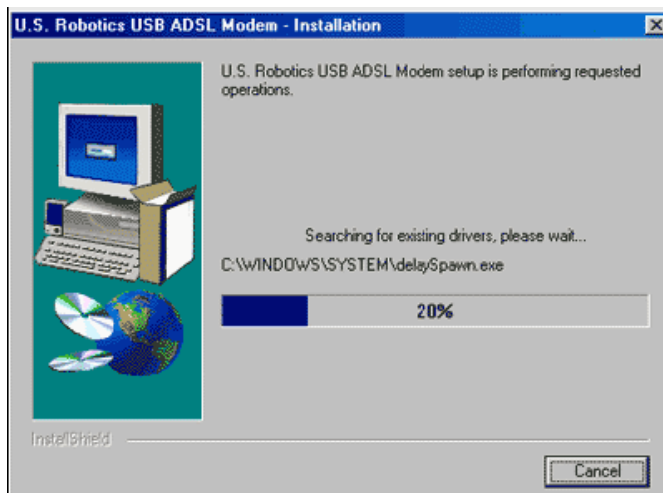 U.S. Robotics USB ADSL Modem - Installation
U.S. Robotics USB ADSL Modem setup is performing requested
operations.
Searching for existing drivers, please wait...
C:\WINDOWS\SYSTEM\delaySpawn.exe
20%
InstallShield
Cancel